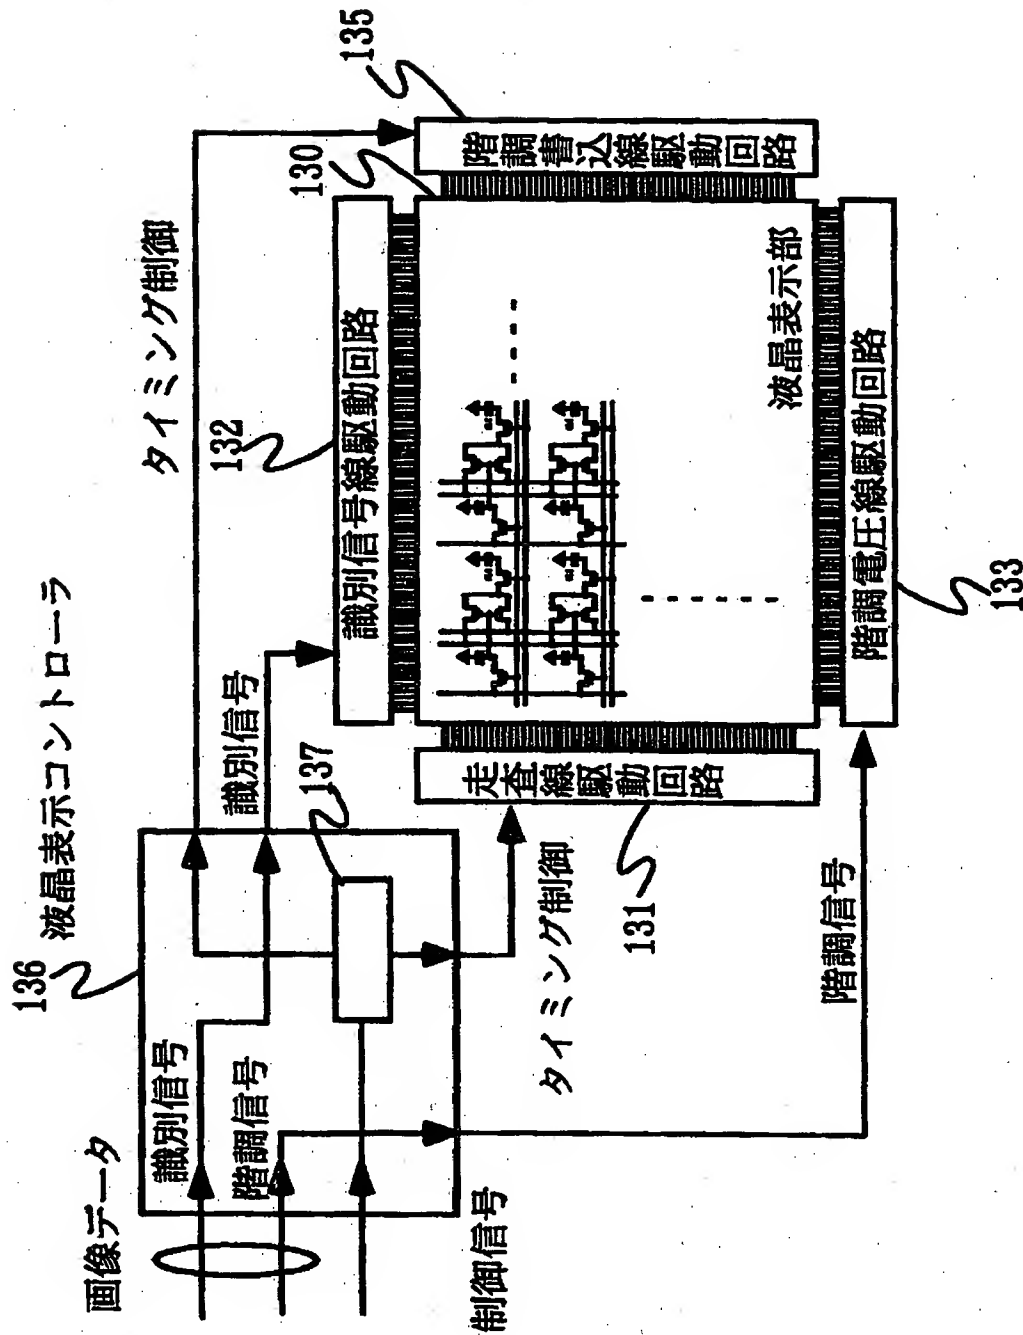 136
液晶表示コントローラ
画像データ
識別信号
階調信号
制御信号
137
識別信号
タイミング制御
タイミング制御
階調信号
132
識別信号線駆動回路
130
135
階調書込線駆動回路
走査線駆動回路
131
液晶表示部
階調電圧線駆動回路
133